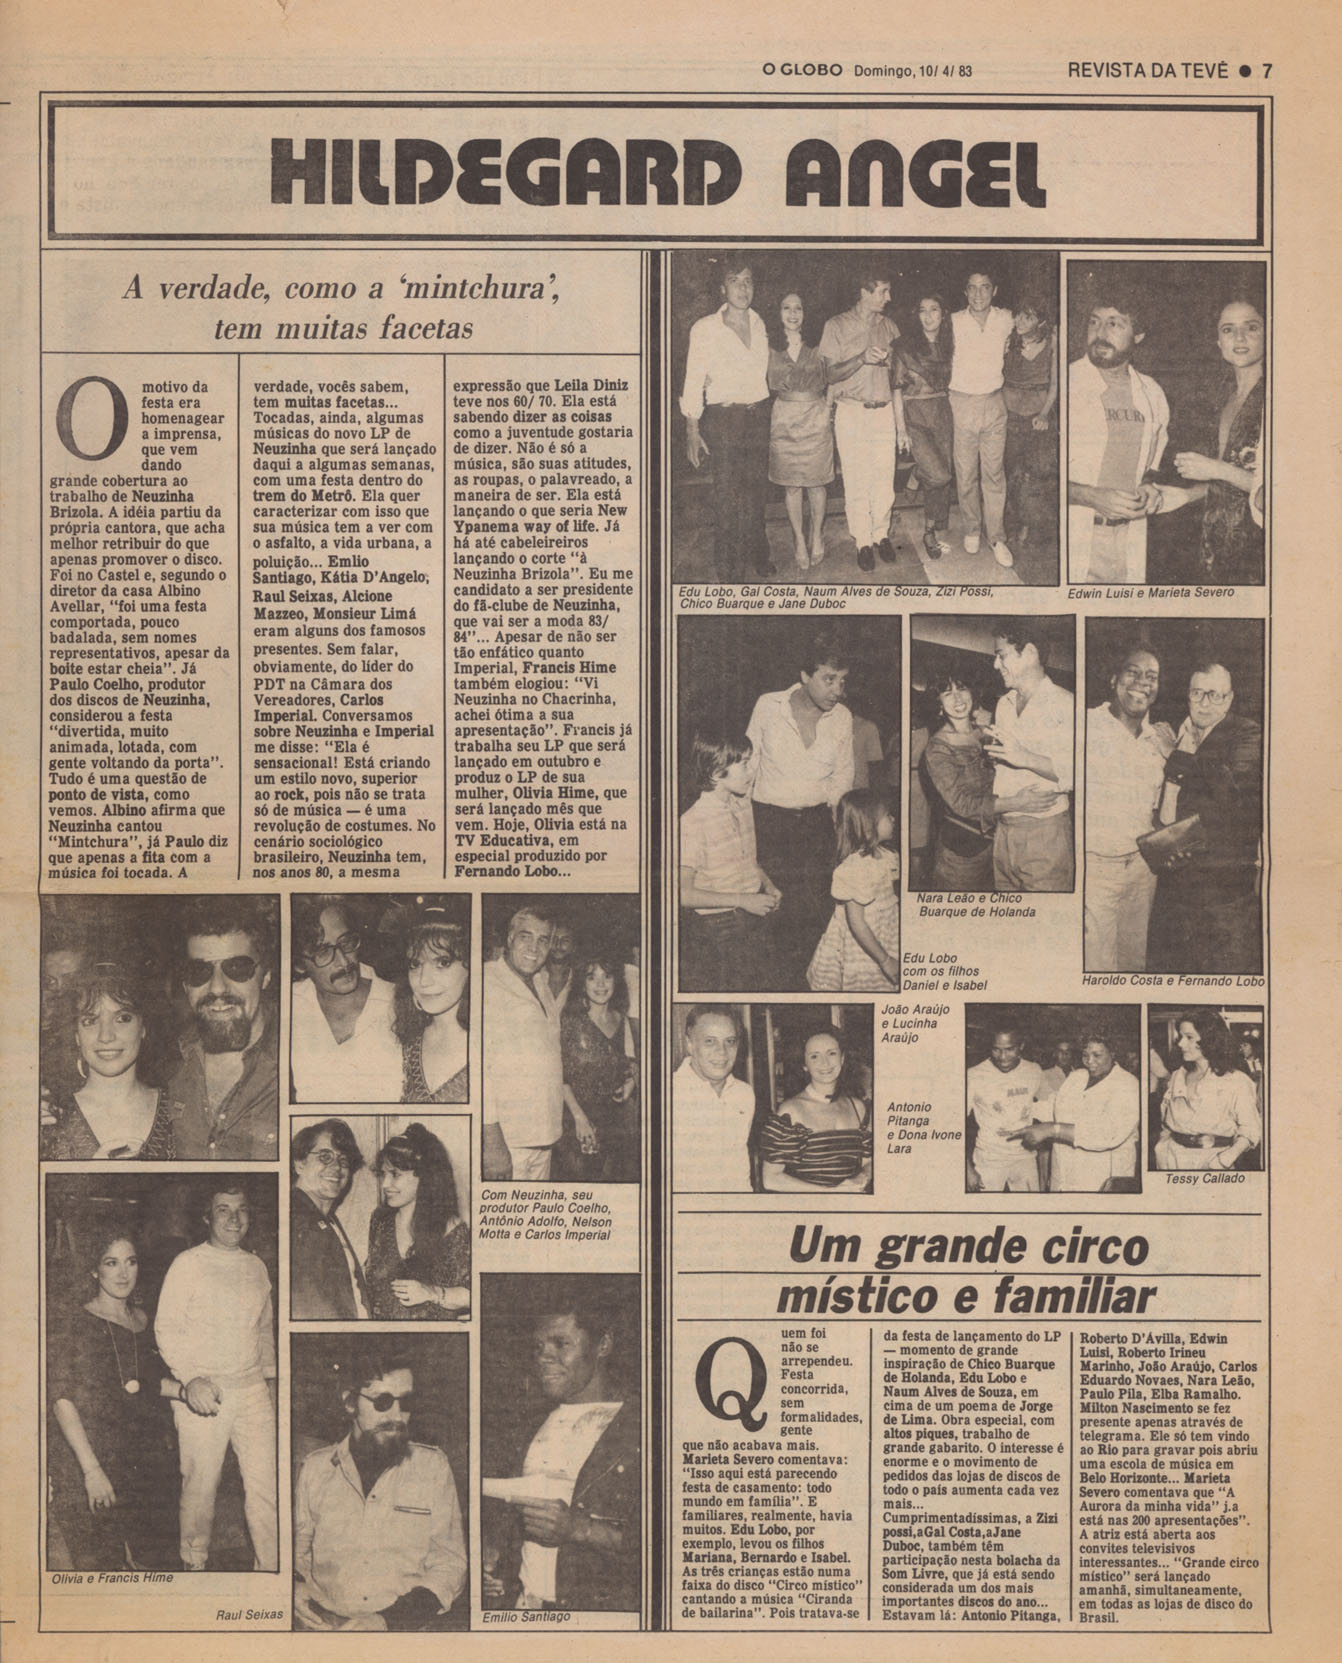 O GLOBO Domingo, 10/ 4/ 83
REVISTA DA TEVÊ ● 7
HILDEGARD ANGEL
A verdade, como a ‘mintchura’,
tem muitas facetas
O motivo da
festa era
homenagear
a imprensa,
que vem
dando
grande cobertura ao
trabalho de Neuzinha
Brizola. A idéia partiu da
própria cantora, que acha
melhor retribuir do que
apenas promover o disco.
Foi no Castel e, segundo o
diretor da casa Albino
Avellar, “foi uma festa
comportada, pouco
badalada, sem nomes
representativos, apesar da
boite estar cheia”. Já
Paulo Coelho, produtor
dos discos de Neuzinha,
considerou a festa
“divertida, muito
animada, lotada, com
gente voltando da porta”.
Tudo é uma questão de
ponto de vista, como
vemos. Albino afirma que
Neuzinha cantou
“Mintchura”, já Paulo diz
que apenas a fita com a
música foi tocada. A
verdade, vocês sabem,
tem muitas facetas...
Tocadas, ainda, algumas
músicas do novo LP de
Neuzinha que será lançado
daqui a algumas semanas,
com uma festa dentro do
trem do Metrô. Ela quer
caracterizar com isso que
sua música tem a ver com
o asfalto, a vida urbana, a
poluição... Emlio
Santiago, Kátia D'Angelo,
Raul Seixas, Alcione
Mazzeo, Monsieur Limá
eram alguns dos famosos
presentes. Sem falar,
obviamente, do líder do
PDT na Câmara dos
Vereadores, Carlos
Imperial. Conversamos
sobre Neuzinha e Imperial
me disse: “Ela é
sensacional! Está criando
um estilo novo, superior
ao rock, pois não se trata
só de música — é uma
revolução de costumes. No
cenário sociológico
brasileiro, Neuzinha tem,
nos anos 80, a mesma
expressão que Leila Diniz
teve nos 60/ 70. Ela está
sabendo dizer as coisas
como a juventude gostaria
de dizer. Não é só a
música, são suas atitudes,
as roupas, o palavreado, a
maneira de ser. Ela está
lançando o que seria New
Ypanema way of life. Já
há até cabeleireiros
lançando o corte “à
Neuzinha Brizola”. Eu me
candidato a ser presidente
do fã-clube de Neuzinha,
que vai ser a moda 83/
84”... Apesar de não ser
tão enfático quanto
Imperial, Francis Hime
também elogiou: “Vi
Neuzinha no Chacrinha,
achei ótima a sua
apresentação”. Francis já
trabalha seu LP que será
lançado em outubro e
produz o LP de sua
mulher, Olivia Hime, que
será lançado mês que
vem. Hoje, Olivia está na
TV Educativa, em
especial produzido por
Fernando Lobo...
Com Neuzinha, seu
produtor Paulo Coelho,
Antônio Adolfo, Nelson
Motta e Carlos Imperial
Olivia e Francis Hime
Raul Seixas
Emilio Santiago
Edu Lobo, Gal Costa, Naum Alves de Souza, Zizi Possi,
Chico Buarque e Jane Duboc
Edwin Luisi e Marieta Severo
Nara Leão e Chico
Buarque de Holanda
Edu Lobo
com os filhos
Daniel e Isabel
Haroldo Costa e Fernando Lobo
João Araújo
e Lucinha
Araújo
Antonio
Pitanga
e Dona Ivone
Lara
Tessy Callado
Um grande circo
místico e familiar
Quem foi
não se
arrependeu.
Festa
concorrida,
sem
formalidades,
gente
que não acabava mais.
Marieta Severo comentava:
“Isso aqui está parecendo
festa de casamento: todo
mundo em família”. E
familiares, realmente, havia
muitos. Edu Lobo, por
exemplo, levou os filhos
Mariana, Bernardo e Isabel.
As três crianças estão numa
faixa do disco “Circo místico”
cantando a música “Ciranda
de bailarina”. Pois tratava-se
da festa de lançamento do LP
— momento de grande
inspiração de Chico Buarque
de Holanda, Edu Lobo e
Naum Alves de Souza, em
cima de um poema de Jorge
de Lima. Obra especial, com
altos piques, trabalho de
grande gabarito. O interesse é
enorme e o movimento de
pedidos das lojas de discos de
todo o país aumenta cada vez
mais...
Cumprimentadíssimas, a Zizi
possi,aGal Costa,aJane
Duboc, também têm
participação nesta bolacha da
Som Livre, que já está sendo
considerada um dos mais
importantes discos do ano...
Estavam lá: Antonio Pitanga,
Roberto D'Ávilla, Edwin
Luisi, Roberto Irineu
Marinho, João Araújo, Carlos
Eduardo Novaes, Nara Leão,
Paulo Pila, Elba Ramalho.
Milton Nascimento se fez
presente apenas através de
telegrama. Ele só tem vindo
ao Rio para gravar pois abriu
uma escola de música em
Belo Horizonte... Marieta
Severo comentava que “A
Aurora da minha vida” j.a
está nas 200 apresentações”.
A atriz está aberta aos
convites televisivos
interessantes... “Grande circo
místico” será lançado
amanhã, simultaneamente,
em todas as lojas de disco do
Brasil.